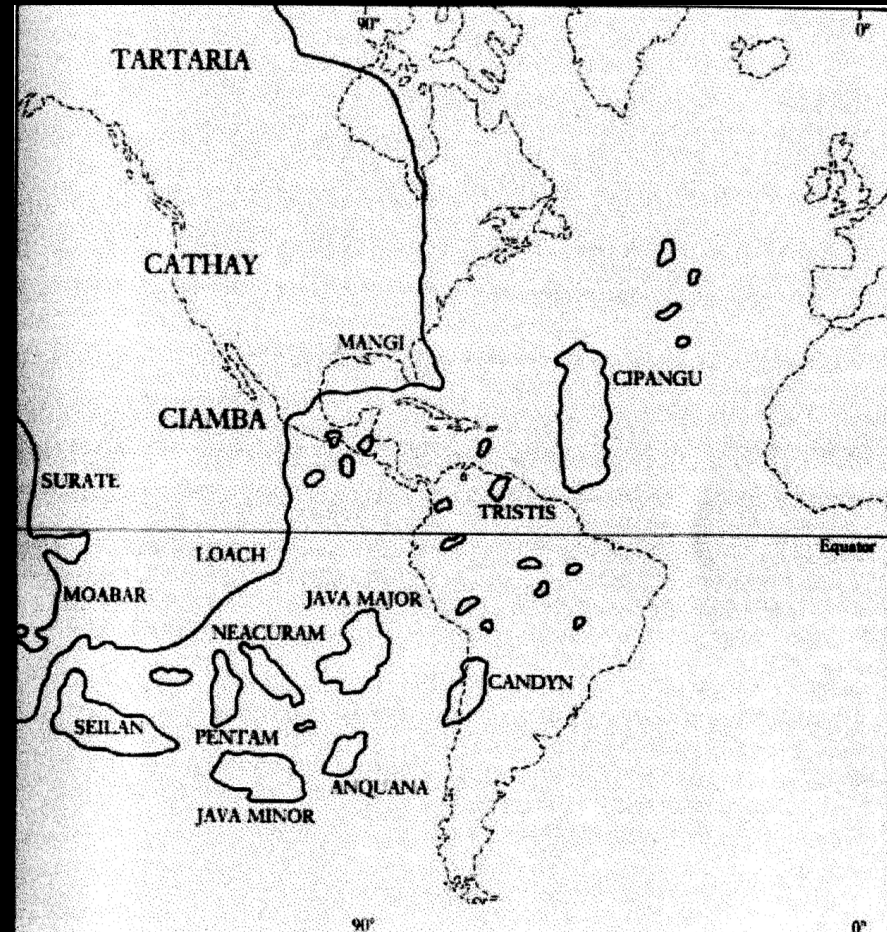 90°
0°
TARTARIA
CATHAY
MANGI
CIPANGU
CIAMBA
SURATE
TRISTIS
Equator
LOACH
MOABAR
JAVA MAJOR
NEACURAM
CANDYN
SEILAN
PENTAM
ANQUANA
JAVA MINOR
90°
0°